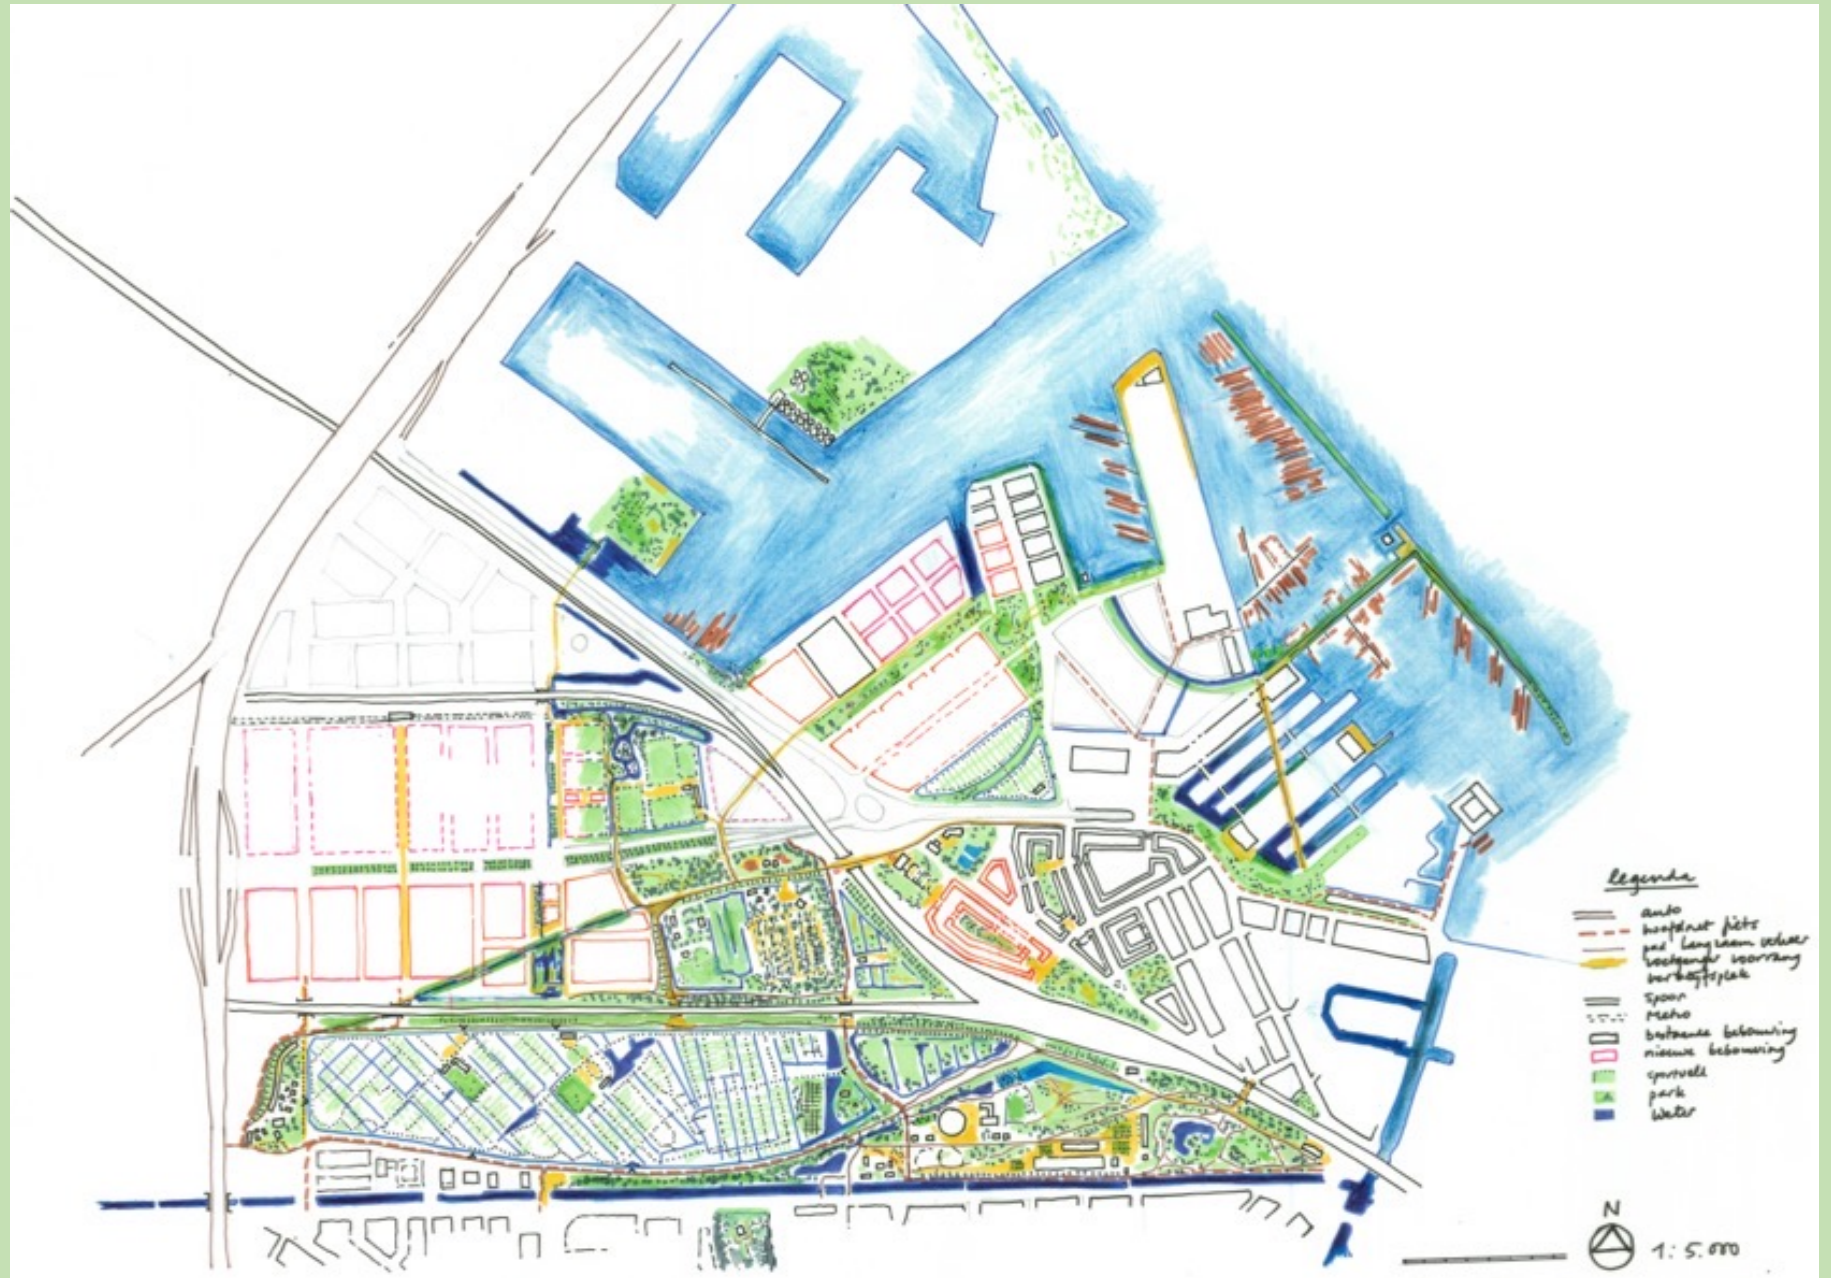 legenda
auto
hoofdnet fiets
pad langzaam verkeer
voetganger voorrang
spoor
metro
bestaande bebouwing
nieuwe bebouwing
sportveld
park
water
N
1: 5.000